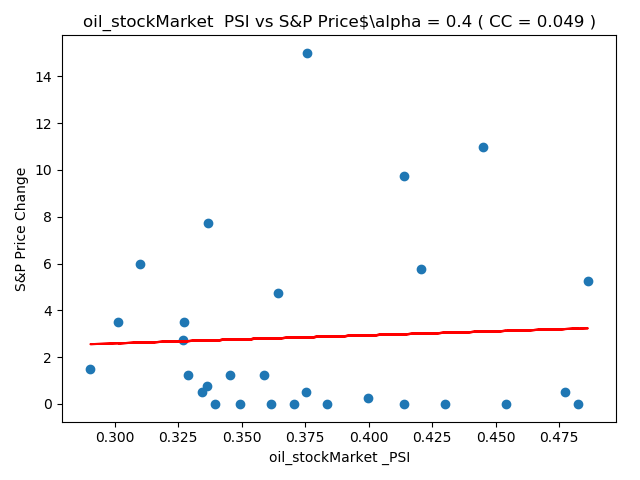 oil_stockMarket  PSI vs S&P Price$\alpha = 0.4 ( CC = 0.049 )
S&P Price Change
14
12
10
8
6
4
2
0
0.300 0.325 0.350 0.375 0.400 0.425 0.450 0.475
oil_stockMarket _PSI